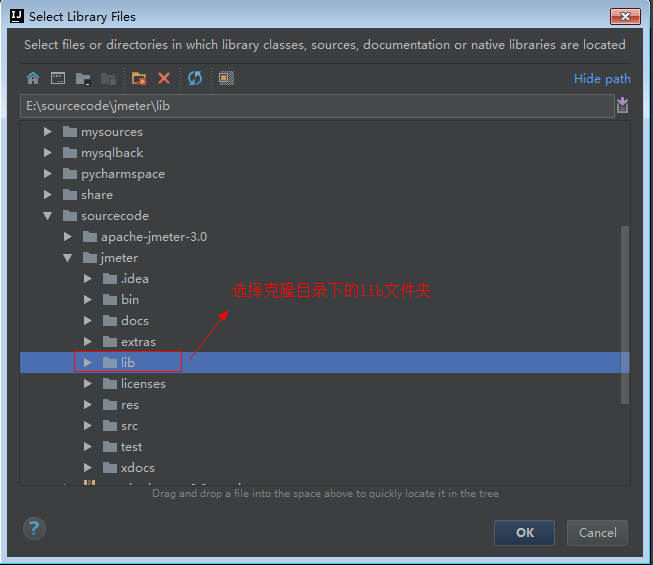 Select Library Files
Select files or directories in which library classes, sources, documentation or native libraries are located
Hide path
E:\sourcecode\jmeter\lib
mysources
mysqlback
pycharmspace
share
sourcecode
apache-jmeter-3.0
jmeter
.idea
bin
docs
extras
选择克隆目录下的lib文件夹
lib
licenses
res
src
test
xdocs
Drag and drop a file into the space above to quickly locate it in the tree
?
OK
Cancel